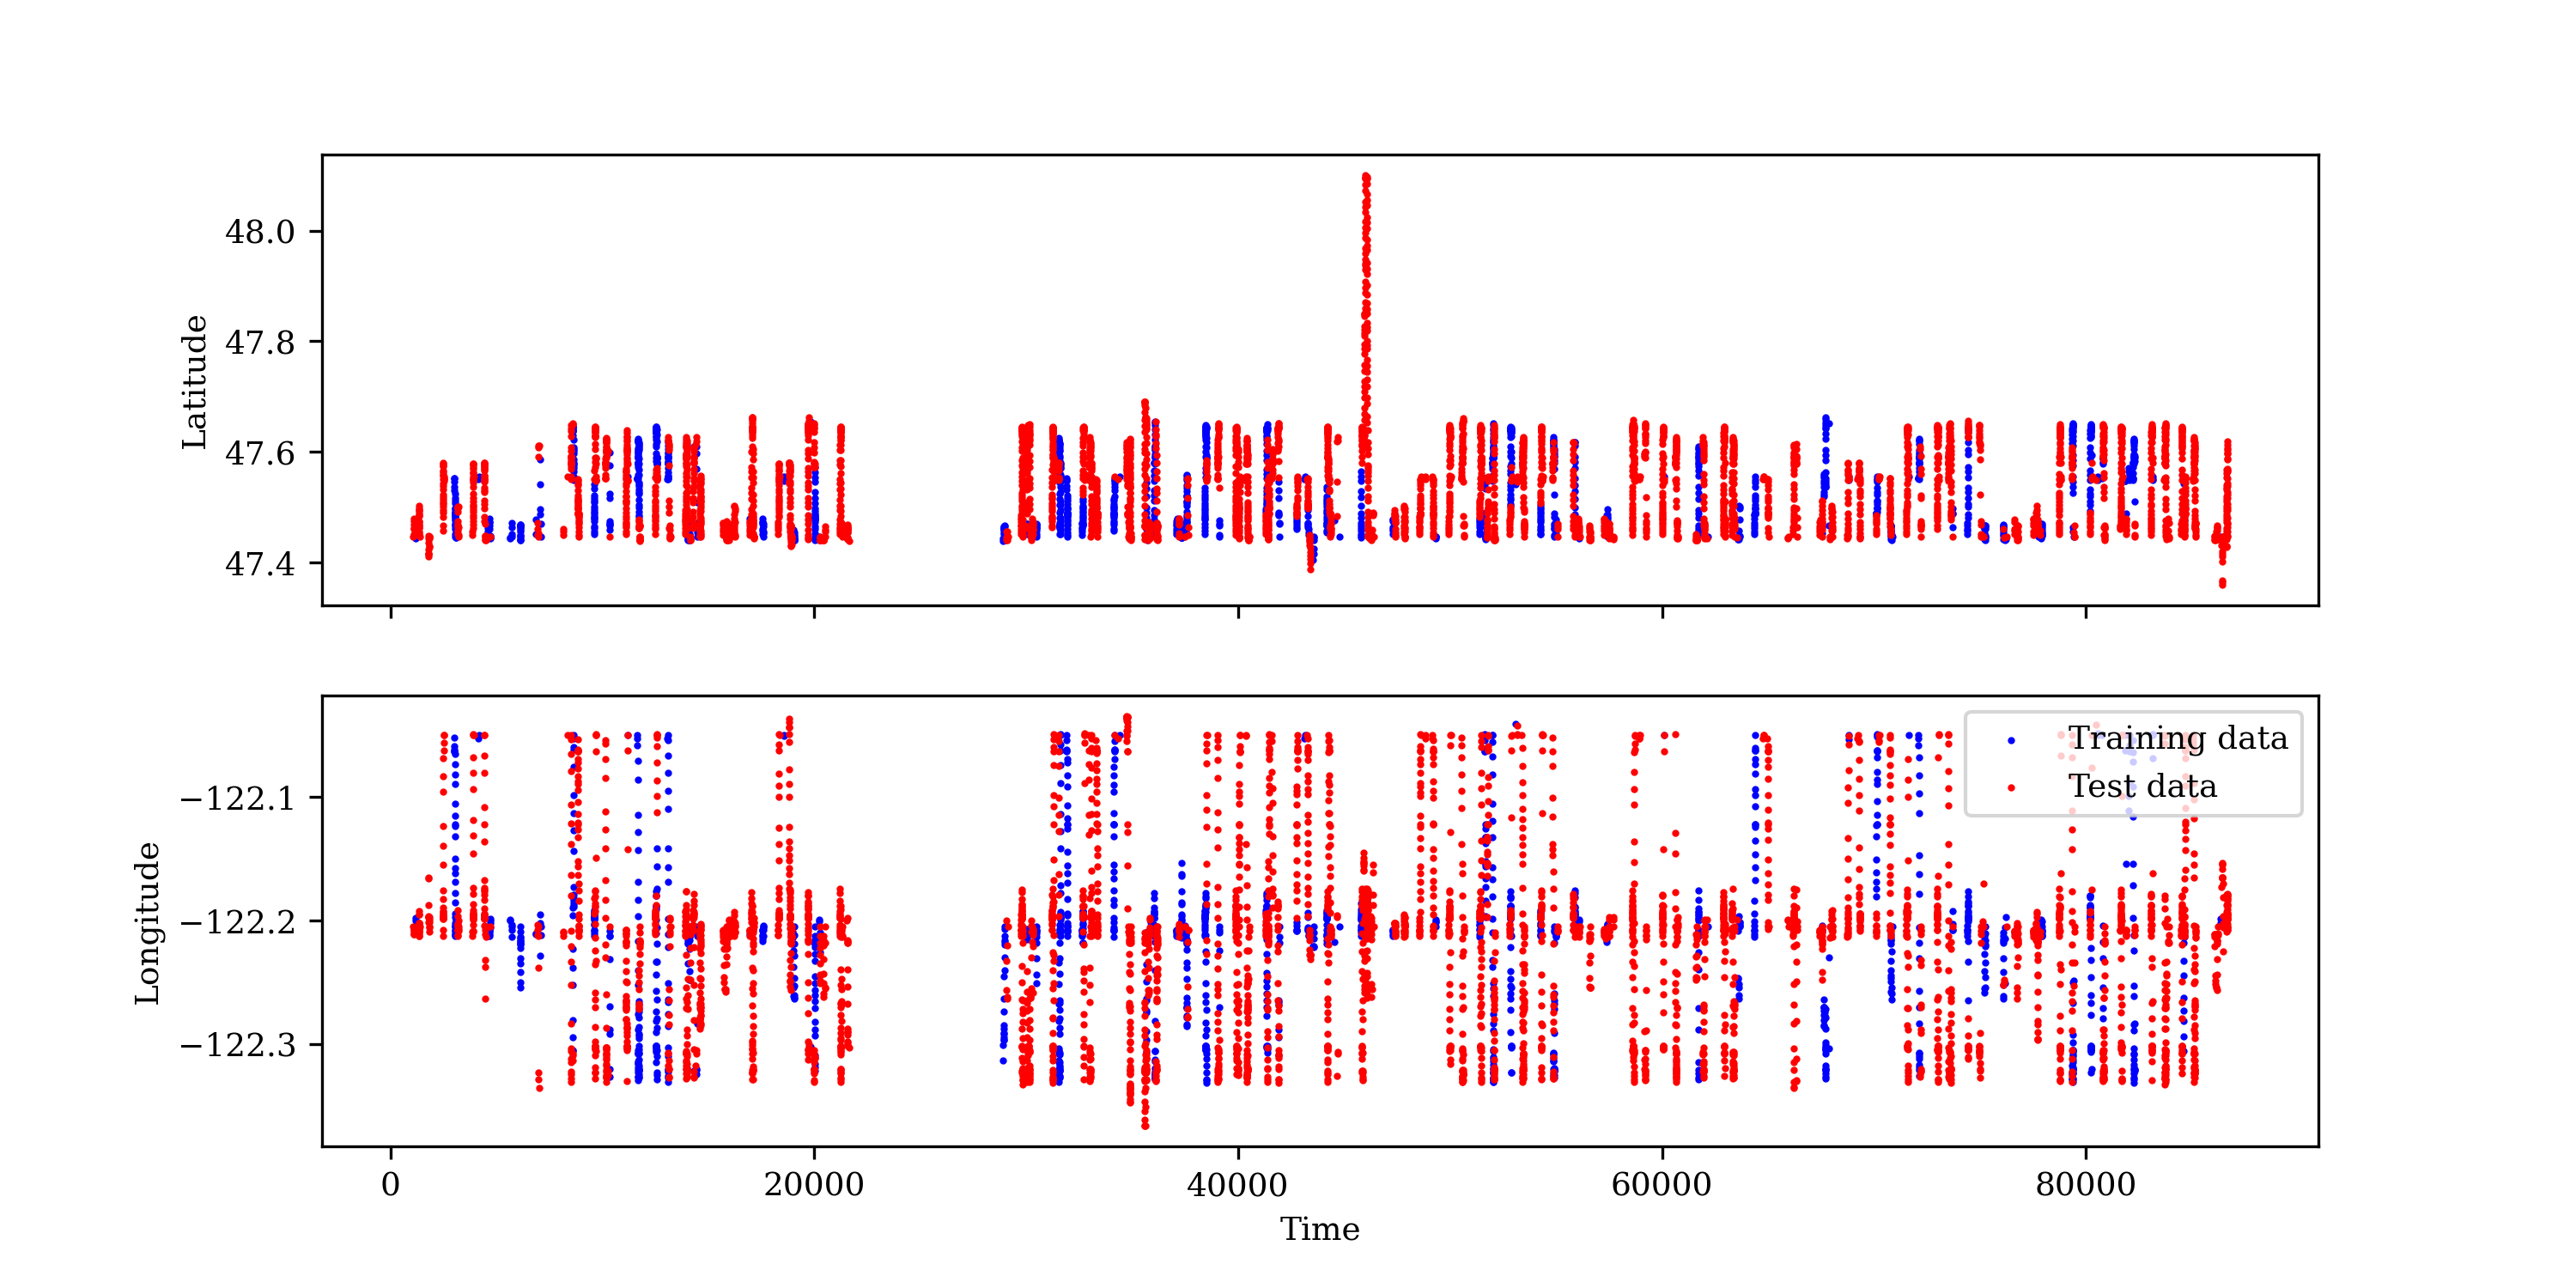 48.0
47.8
47.6
47.4
Latitude
−122.1
−122.2
−122.3
Longitude
Training data
Test data
0 20000 40000 60000 80000
Time